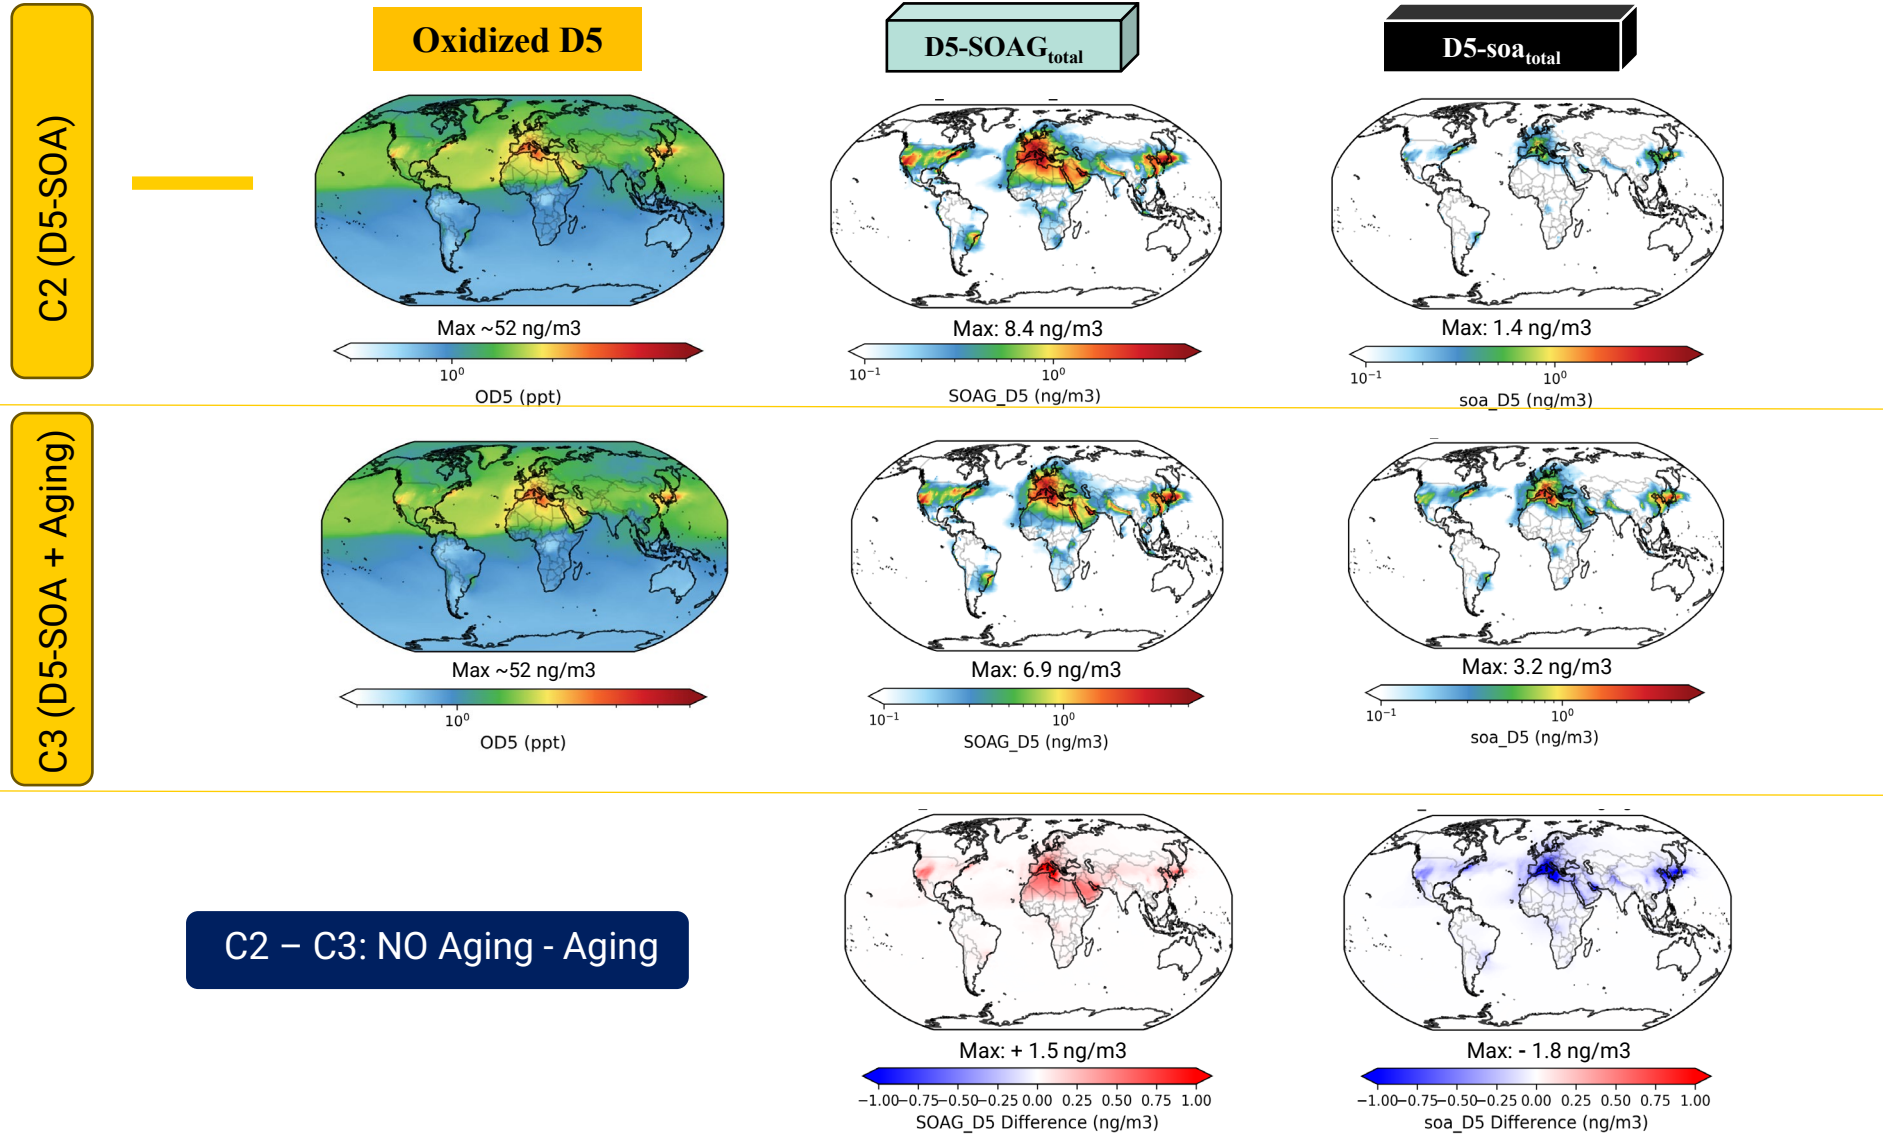 Oxidized D5
D5-SOAGtotal
D5-soatotal
C2 (D5-SOA)
Max ~52 ng/m3
Max: 8.4 ng/m3
Max: 1.4 ng/m3
10⁰
OD5 (ppt)
10⁻¹ 10⁰
SOAG_D5 (ng/m3)
10⁻¹ 10⁰
soa_D5 (ng/m3)
C3 (D5-SOA + Aging)
Max ~52 ng/m3
Max: 6.9 ng/m3
Max: 3.2 ng/m3
10⁰
OD5 (ppt)
10⁻¹ 10⁰
SOAG_D5 (ng/m3)
10⁻¹ 10⁰
soa_D5 (ng/m3)
C2 – C3: NO Aging - Aging
Max: + 1.5 ng/m3
Max: - 1.8 ng/m3
−1.00−0.75−0.50−0.25 0.00 0.25 0.50 0.75 1.00
SOAG_D5 Difference (ng/m3)
−1.00−0.75−0.50−0.25 0.00 0.25 0.50 0.75 1.00
soa_D5 Difference (ng/m3)